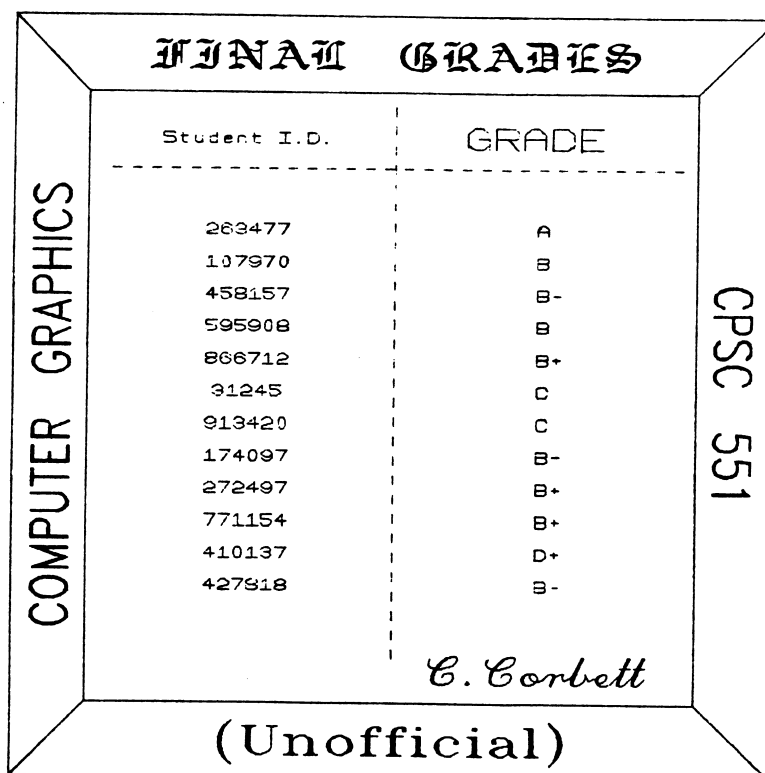 FINAL GRADES
Student I.D. GRADE
263477 A
107970 B
458157 B-
595908 B
866712 B+
31245 C
913420 C
174097 B-
272497 B+
771154 B+
410137 D+
427818 B-
C. Corbett
COMPUTER GRAPHICS
CPSC 551
(Unofficial)